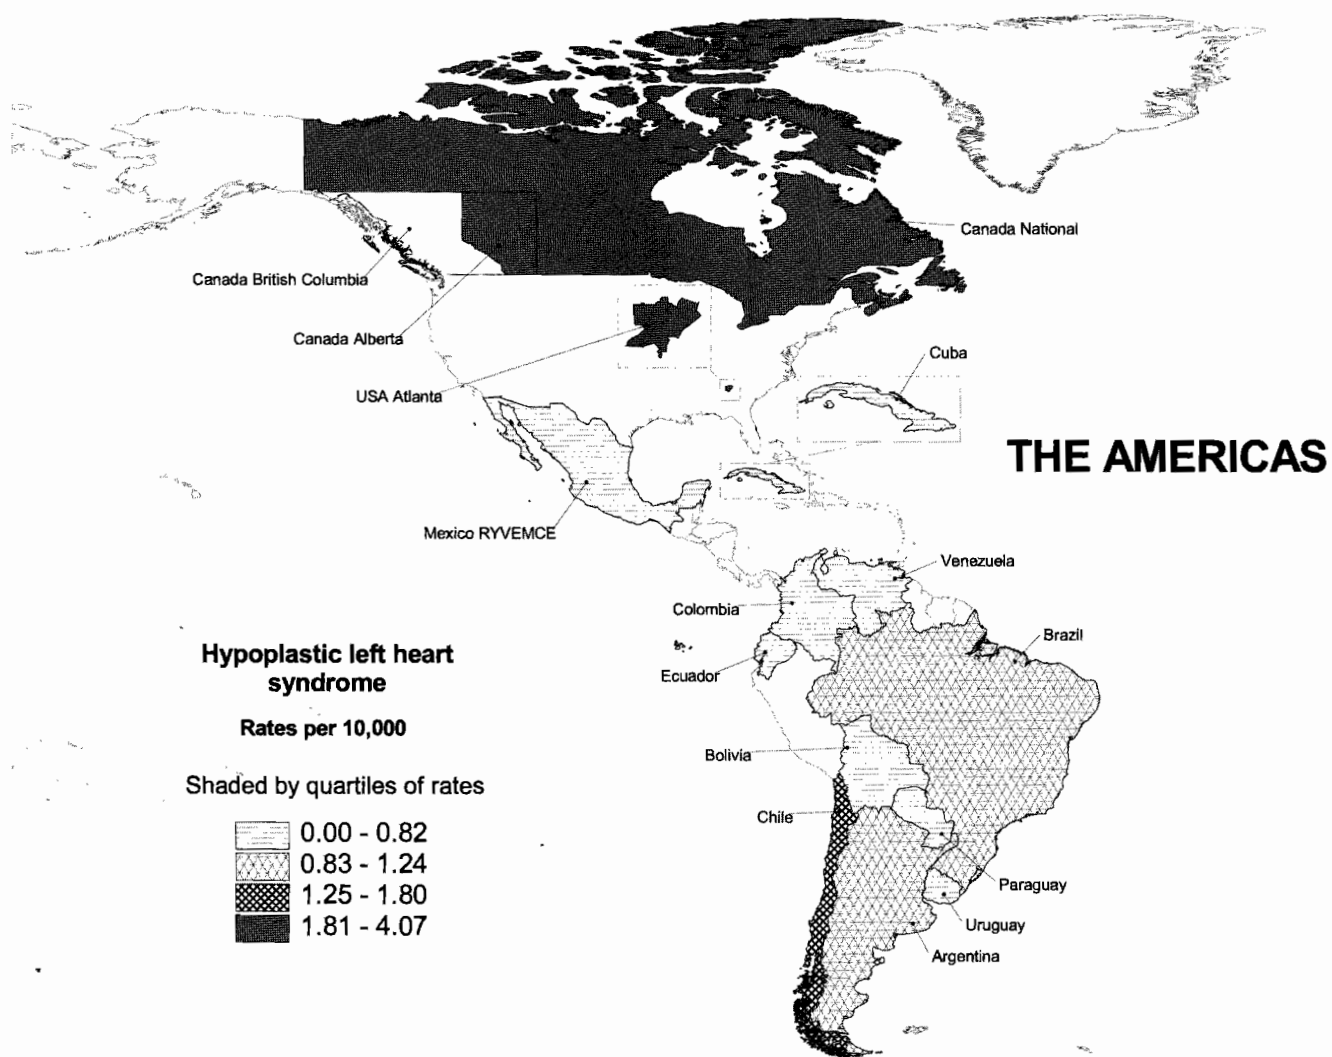 Canada National
Canada British Columbia
Canada Alberta
Cuba
USA Atlanta
THE AMERICAS
Mexico RYVEMCE
Venezuela
Colombia
Brazil
Ecuador
Hypoplastic left heart
syndrome
Rates per 10,000
Bolivia
Shaded by quartiles of rates
Chile
0.00 - 0.82
0.83 - 1.24
1.25 - 1.80
1.81 - 4.07
Paraguay
Uruguay
Argentina